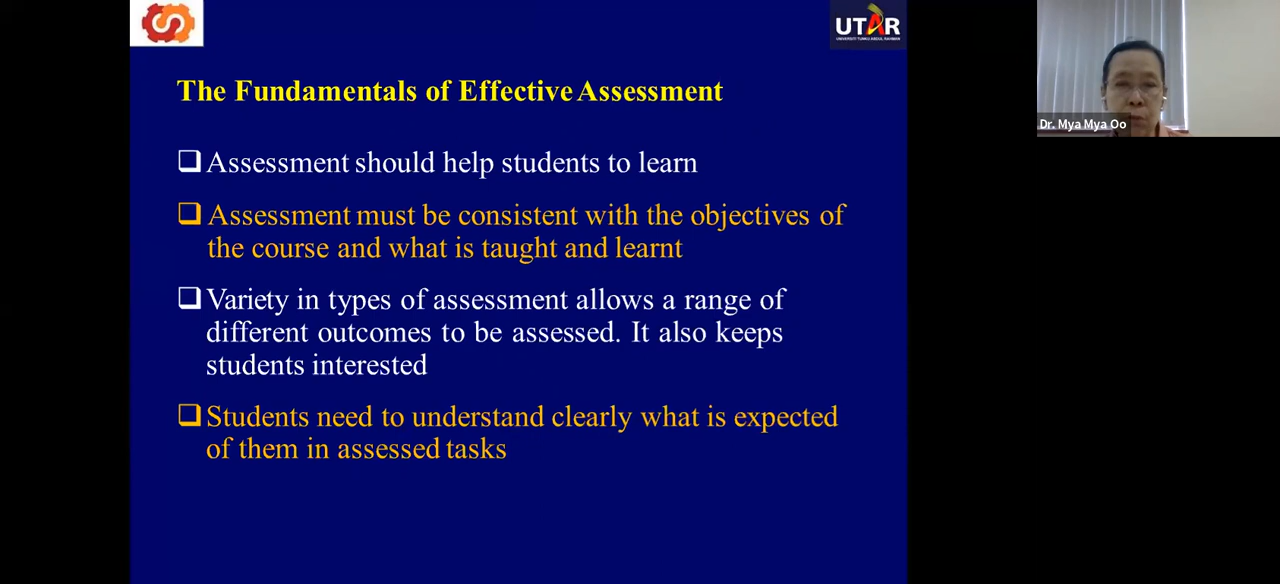 UTAR
UNIVERSITI TUNKU ABDUL RAHMAN
Dr. Mya Mya Oo
The Fundamentals of Effective Assessment
Assessment should help students to learn
Assessment must be consistent with the objectives of
the course and what is taught and learnt
Variety in types of assessment allows a range of
different outcomes to be assessed. It also keeps
students interested
Students need to understand clearly what is expected
of them in assessed tasks